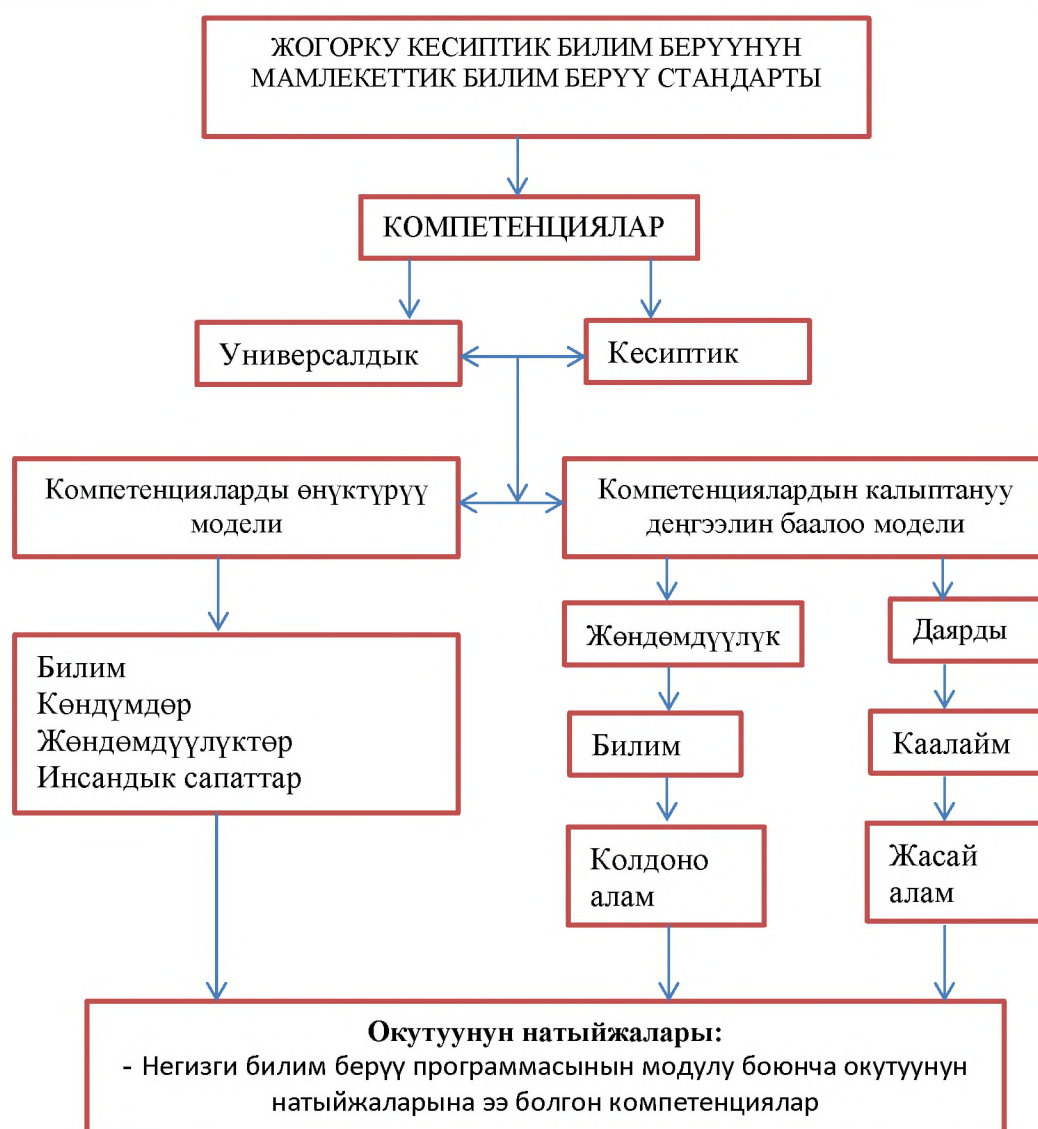 ЖОГОРКУ КЕСИПТИК БИЛИМ БЕРҮҮНҮН
МАМЛЕКЕТТИК БИЛИМ БЕРҮҮ СТАНДАРТЫ
КОМПЕТЕНЦИЯЛАР
Универсалдык
Кесиптик
Компетенцияларды өнүктүрүү
модели
Компетенциялардын калыптануу
деңгээлин баалоо модели
Билим
Көндүмдөр
Жөндөмдүүлүктөр
Инсандык сапаттар
Жөндөмдүүлүк
Билим
Колдоно
алам
Даярды
Каалайм
Жасай
алам
Окутуунун натыйжалары:
- Негизги билим берүү программасынын модулу боюнча окутуунун
натыйжаларына ээ болгон компетенциялар